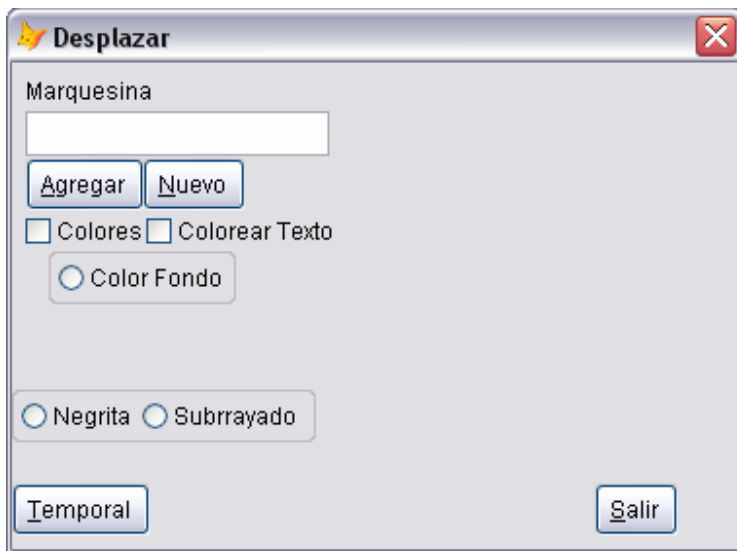 Desplazar
Marquesina
Agregar Nuevo
Colores Colorear Texto
Color Fondo
Negrita Subrrayado
Temporal Salir